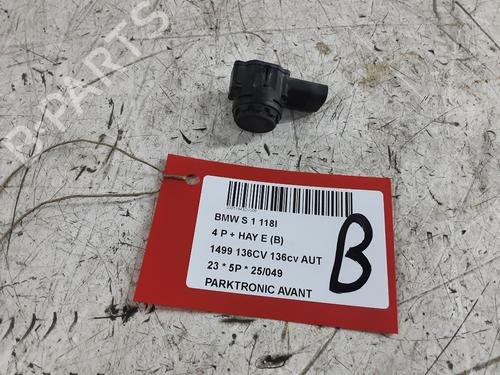 B-PARTS
BMW S 1 118I
4 P + HAY E (B)
1499 136CV 136cv AUT
23 * 5P * 25/049
PARKTRONIC AVANT
B